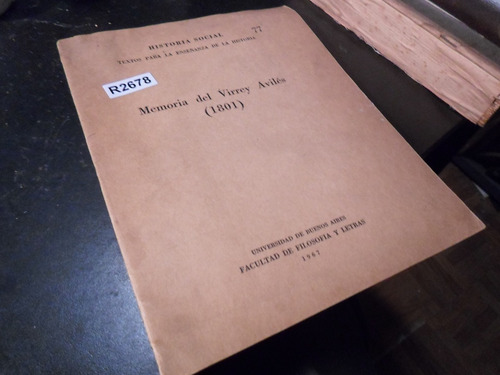 HISTORIA SOCIAL
77
TEXTOS PARA LA ENSEÑANZA DE LA HISTORIA
R2678
Memoria del Virrey Avilés
(1801)
UNIVERSIDAD DE BUENOS AIRES
FACULTAD DE FILOSOFÍA Y LETRAS
1967